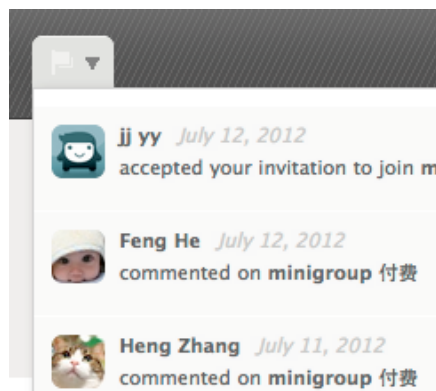 jj yy July 12, 2012
accepted your invitation to join m
Feng He July 12, 2012
commented on minigroup 付费
Heng Zhang July 11, 2012
commented on minigroup 付费